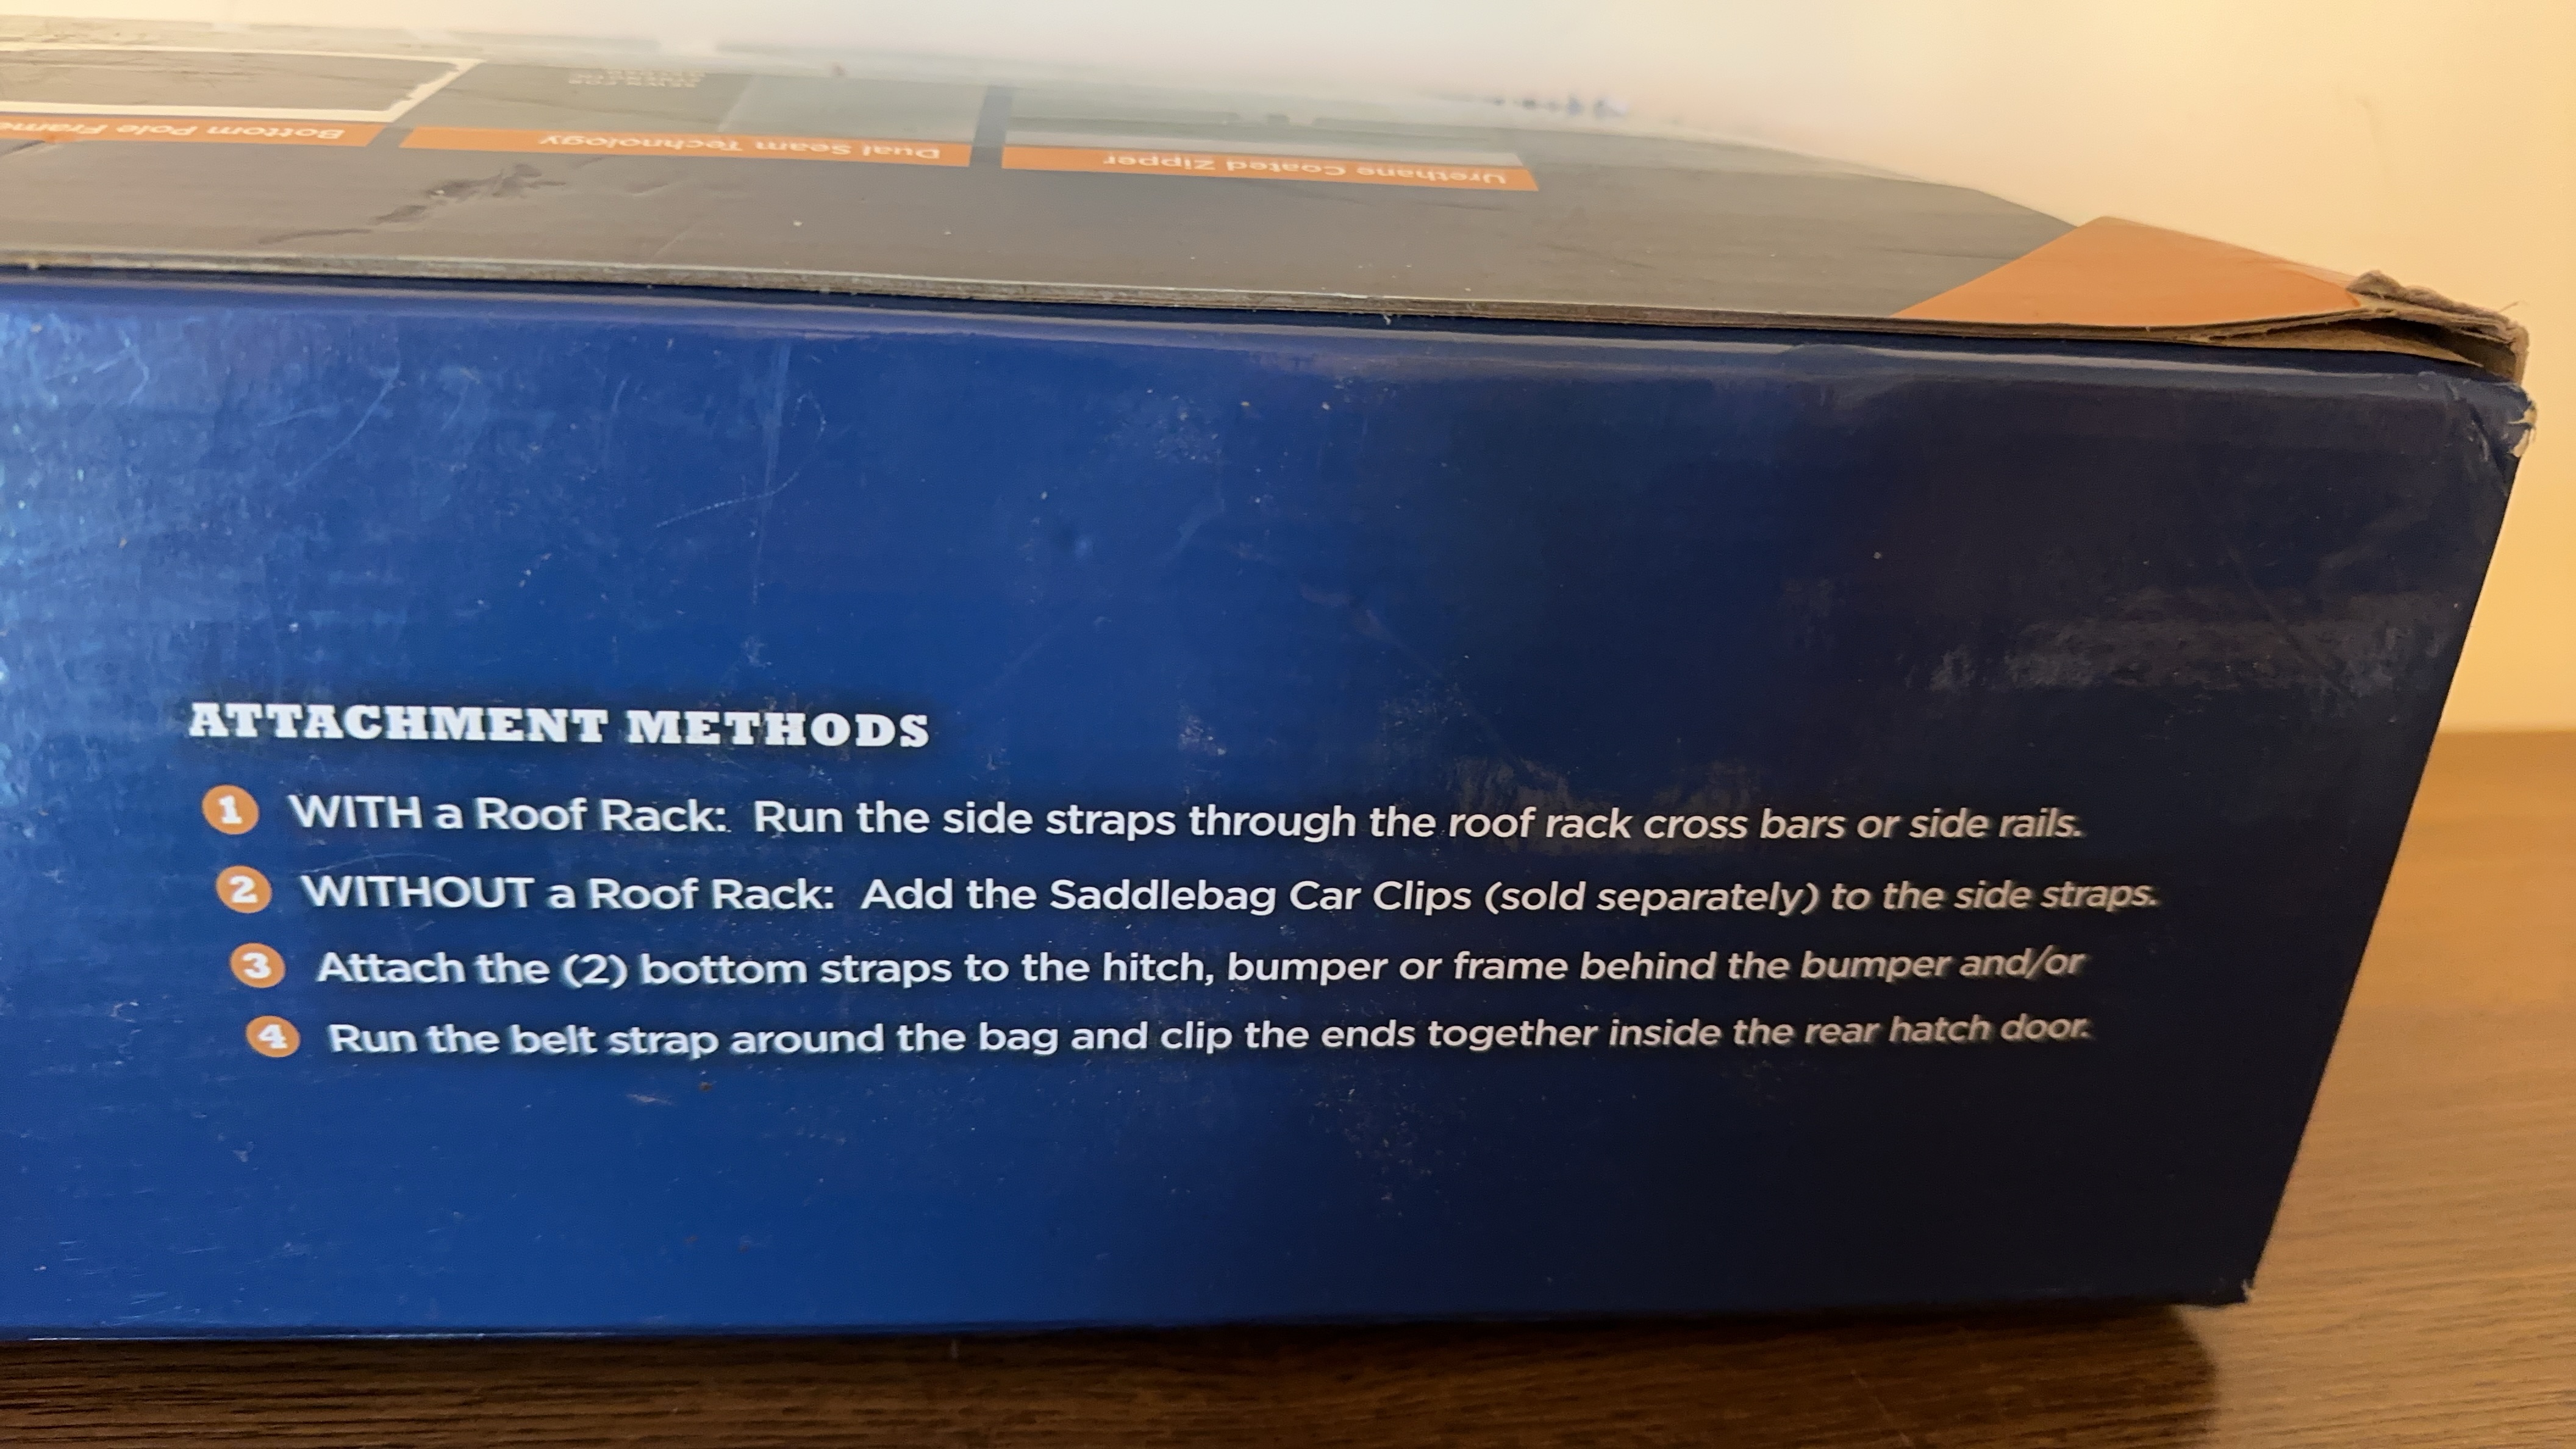 Bottom Pole Frame
Dual Seam Technology
Urethane Coated Zipper
ATTACHMENT METHODS
1 WITH a Roof Rack: Run the side straps through the roof rack cross bars or side rails.
2 WITHOUT a Roof Rack: Add the Saddlebag Car Clips (sold separately) to the side straps.
3 Attach the (2) bottom straps to the hitch, bumper or frame behind the bumper and/or
4 Run the belt strap around the bag and clip the ends together inside the rear hatch door.